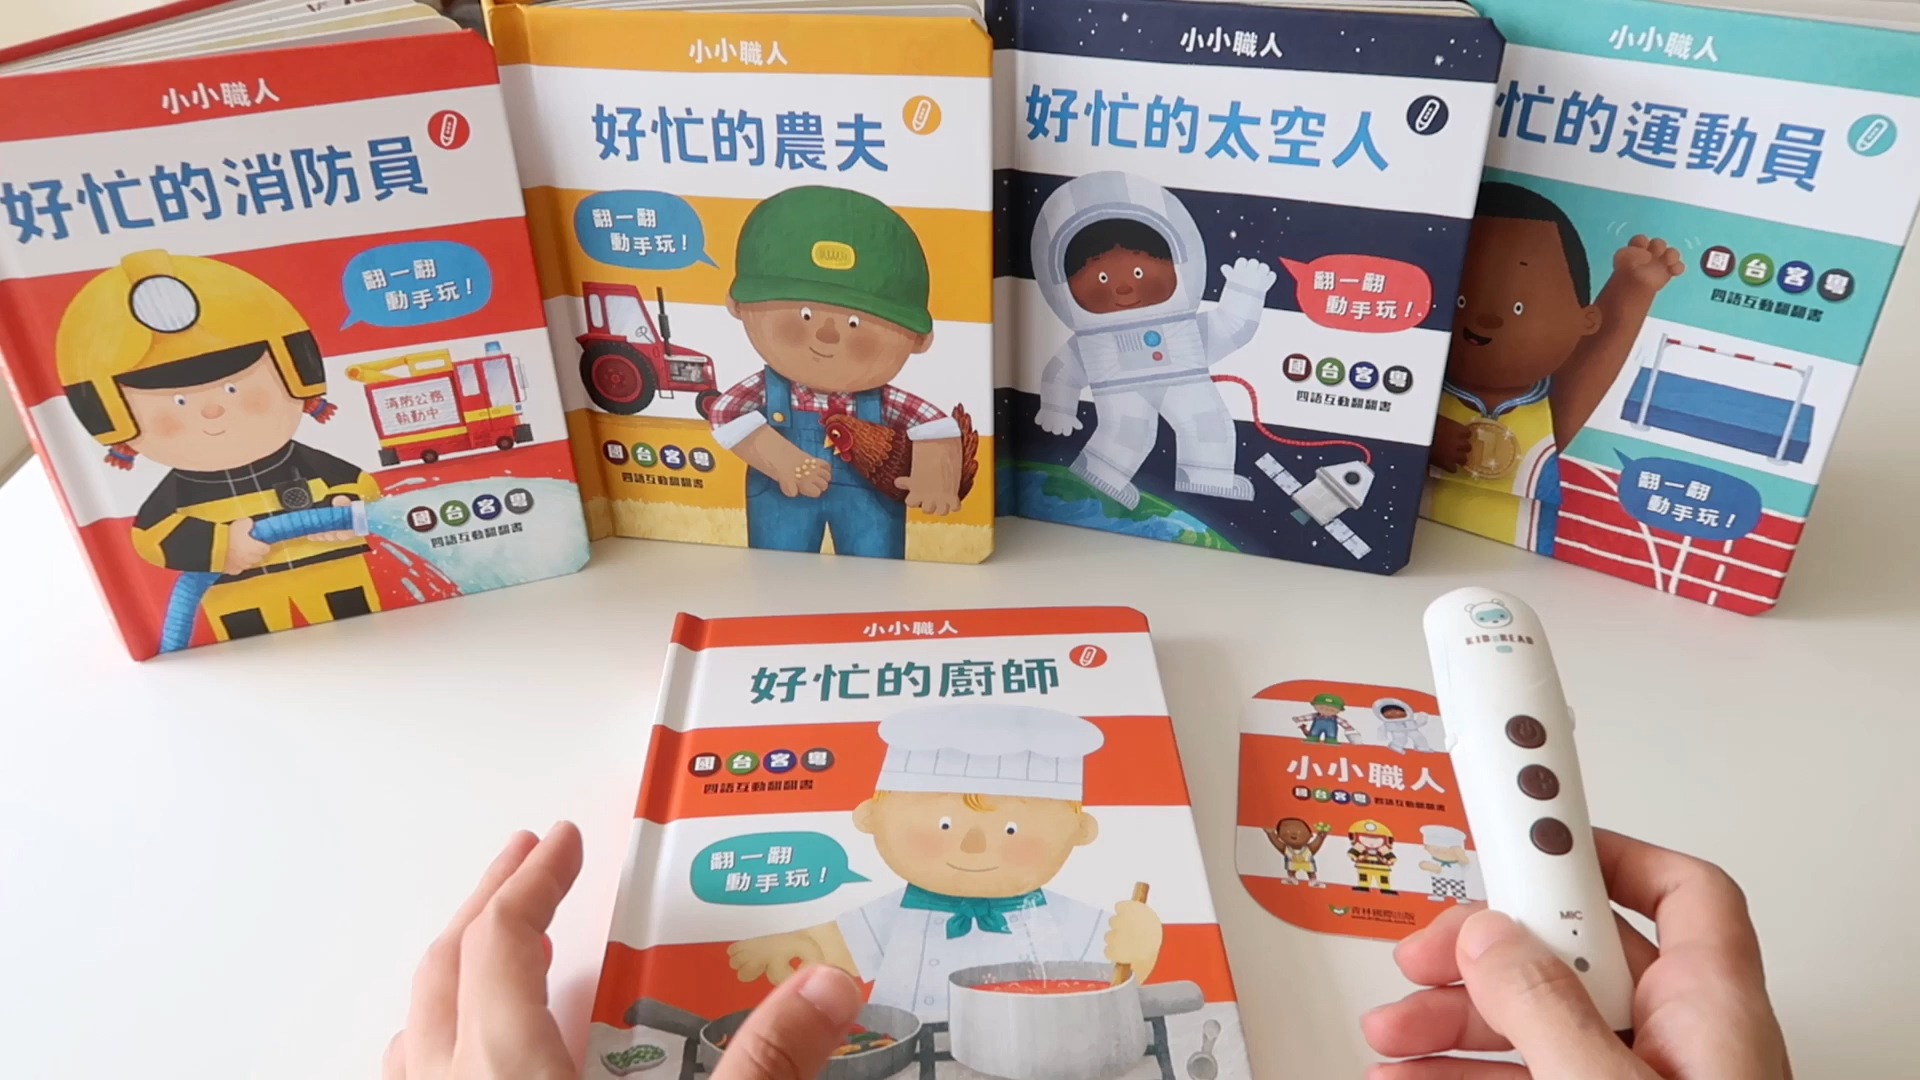 小小職人
好忙的消防員
翻一翻
動手玩！
消防公務
執勤中
國台客粵
四語互動翻翻書
小小職人
好忙的農夫
翻一翻
動手玩！
國台客粵
四語互動翻翻書
小小職人
好忙的太空人
翻一翻
動手玩！
國台客粵
四語互動翻翻書
小小職人
忙的運動員
國台客粵
四語互動翻翻書
翻一翻
動手玩！
小小職人
好忙的廚師
國台客粵
四語互動翻翻書
翻一翻
動手玩！
小小職人
國台客粵 四語互動翻翻書
青林國際出版
KIDsREAD
MIC